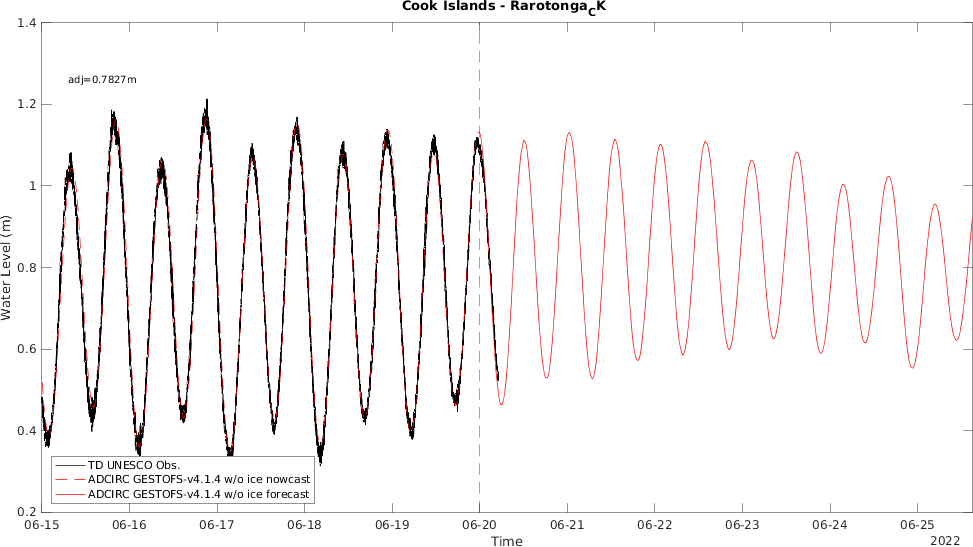 Cook Islands - Rarotonga_CK
adj=0.7827m
Water Level (m)
1.4
1.2
1
0.8
0.6
0.4
0.2
TD UNESCO Obs.
ADCIRC GESTOFS-v4.1.4 w/o ice nowcast
ADCIRC GESTOFS-v4.1.4 w/o ice forecast
06-15 06-16 06-17 06-18 06-19 06-20 06-21 06-22 06-23 06-24 06-25
Time
2022